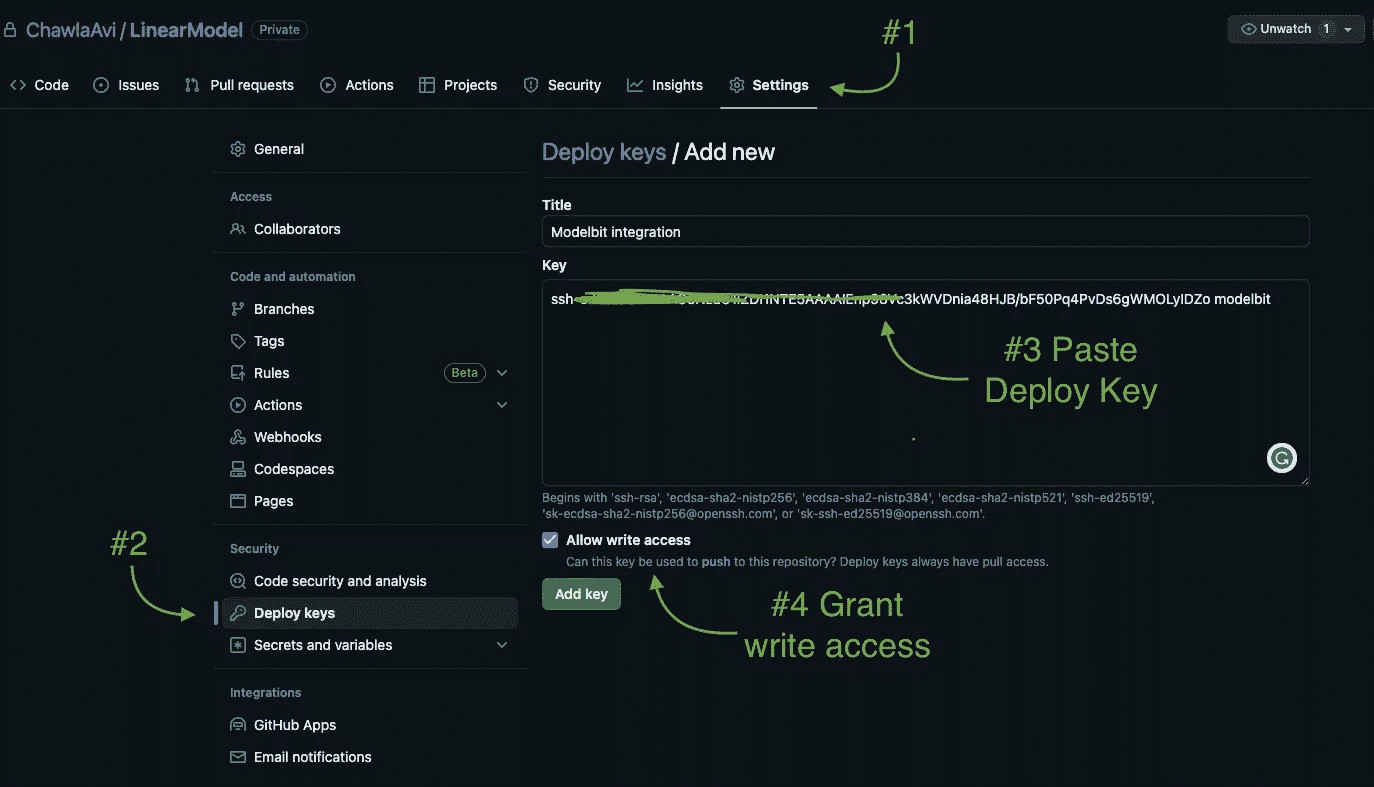 ChawlaAvi / LinearModel Private
#1
Unwatch 1
Code Issues Pull requests Actions Projects Security Insights Settings
General
Access
Collaborators
Code and automation
Branches
Tags
Rules Beta
Actions
Webhooks
Codespaces
Pages
#2
Security
Code security and analysis
Deploy keys
Secrets and variables
Integrations
GitHub Apps
Email notifications
Deploy keys / Add new
Title
Modelbit integration
Key
ssh- modelbit
#3 Paste
Deploy Key
Begins with 'ssh-rsa', 'ecdsa-sha2-nistp256', 'ecdsa-sha2-nistp384', 'ecdsa-sha2-nistp521', 'ssh-ed25519',
'sk-ecdsa-sha2-nistp256@openssh.com', or 'sk-ssh-ed25519@openssh.com'.
Allow write access
Can this key be used to push to this repository? Deploy keys always have pull access.
Add key
#4 Grant
write access